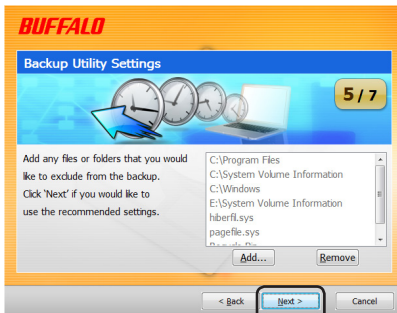 BUFFALO
Backup Utility Settings
5 / 7
Add any files or folders that you would
like to exclude from the backup.
Click 'Next' if you would like to
use the recommended settings.
C:\Program Files
C:\System Volume Information
C:\Windows
E:\System Volume Information
hiberfil.sys
pagefile.sys
Add...
Remove
< Back
Next >
Cancel